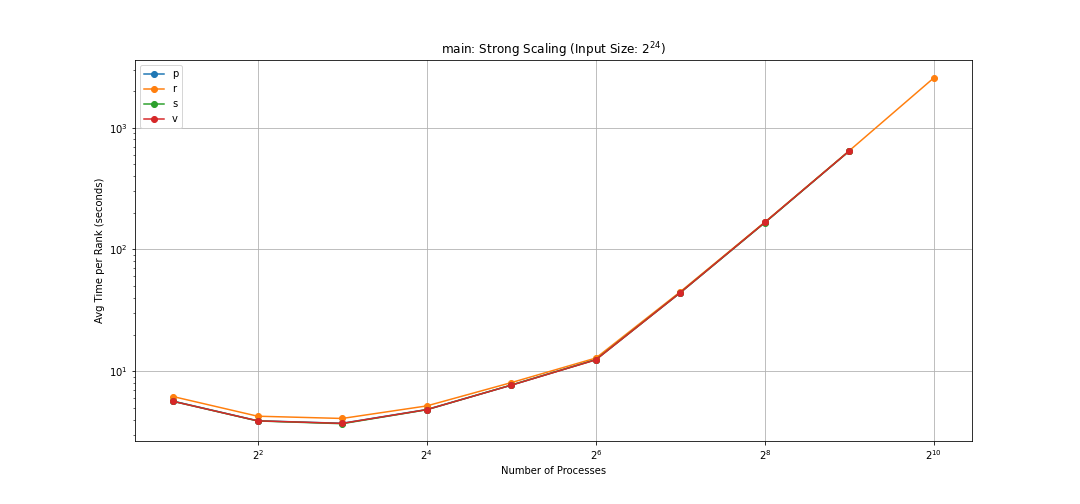 main: Strong Scaling (Input Size: 2^24)
p
r
s
v
Avg Time per Rank (seconds)
10^3
10^2
10^1
2^2 2^4 2^6 2^8 2^10
Number of Processes